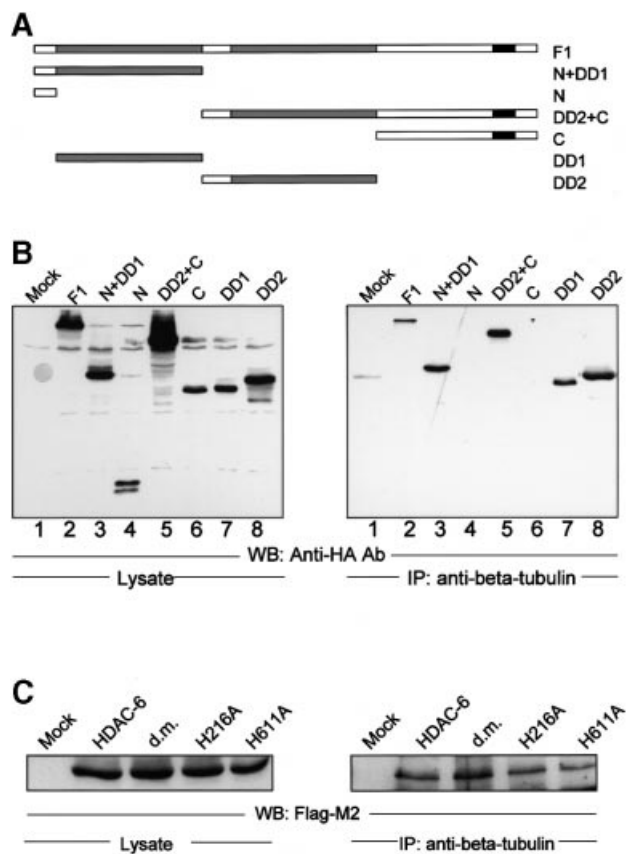 A
F1
N+DD1
N
DD2+C
C
DD1
DD2
B
Mock F1 N+DD1 N DD2+C C DD1 DD2
Mock F1 N+DD1 N DD2+C C DD1 DD2
1 2 3 4 5 6 7 8
1 2 3 4 5 6 7 8
WB: Anti-HA Ab
Lysate
IP: anti-beta-tubulin
C
Mock HDAC-6 d.m. H216A H611A
Mock HDAC-6 d.m. H216A H611A
WB: Flag-M2
Lysate
IP: anti-beta-tubulin